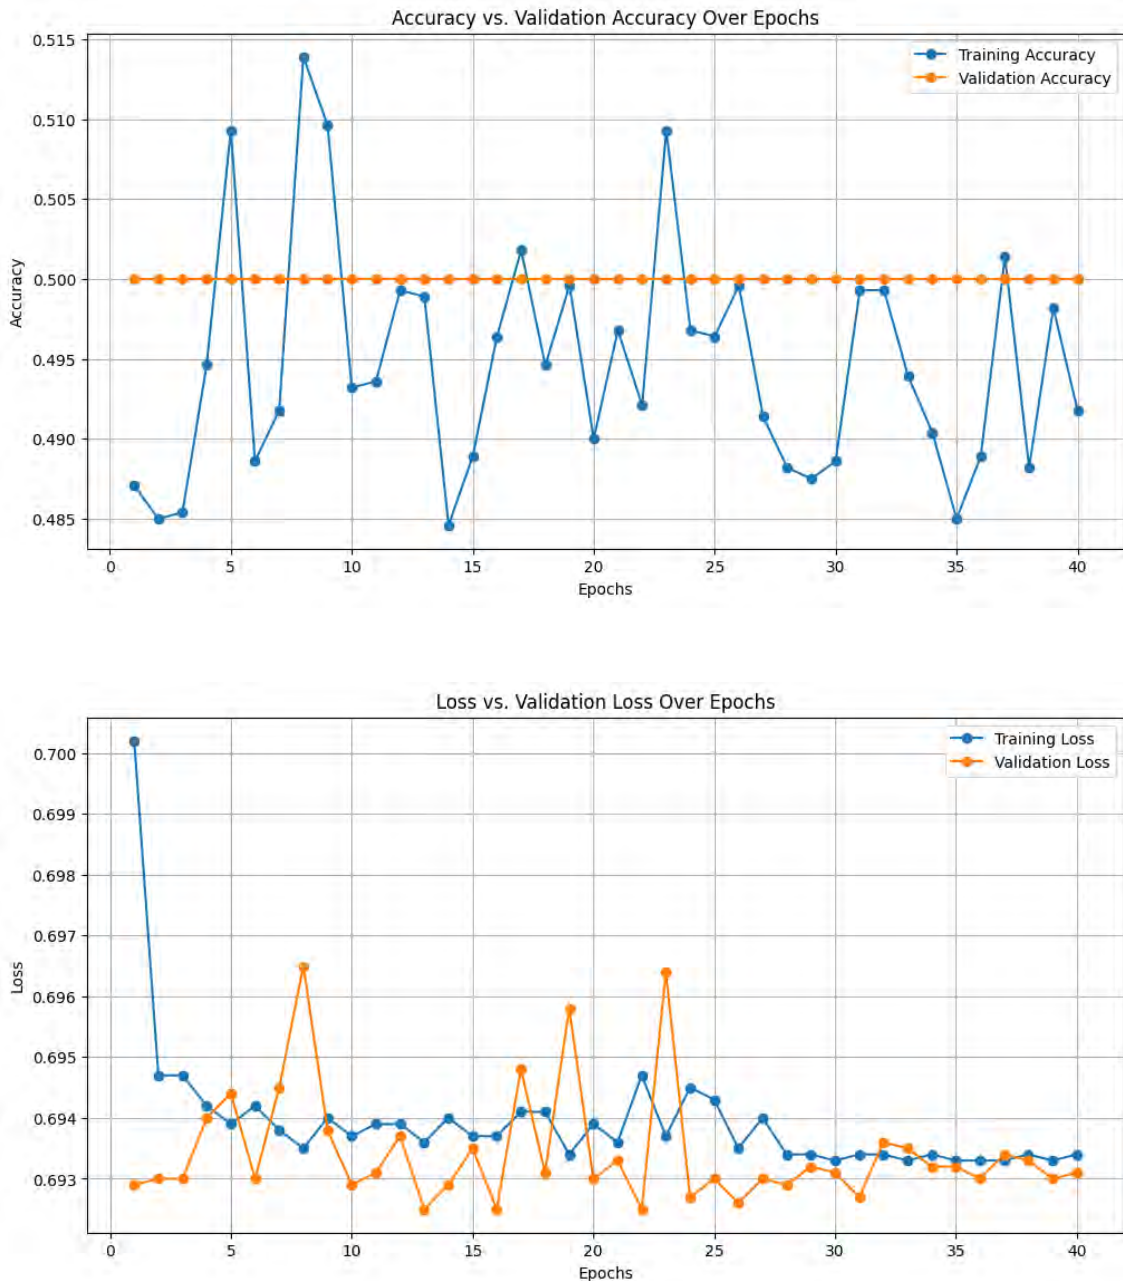 Accuracy vs. Validation Accuracy Over Epochs
0.515
Training Accuracy
Validation Accuracy
0.510
0.505
Accuracy
0.500
0.495
0.490
0.485
0 5 10 15 20 25 30 35 40
Epochs
Loss vs. Validation Loss Over Epochs
Training Loss
Validation Loss
0.700
0.699
0.698
0.697
Loss
0.696
0.695
0.694
0.693
0 5 10 15 20 25 30 35 40
Epochs